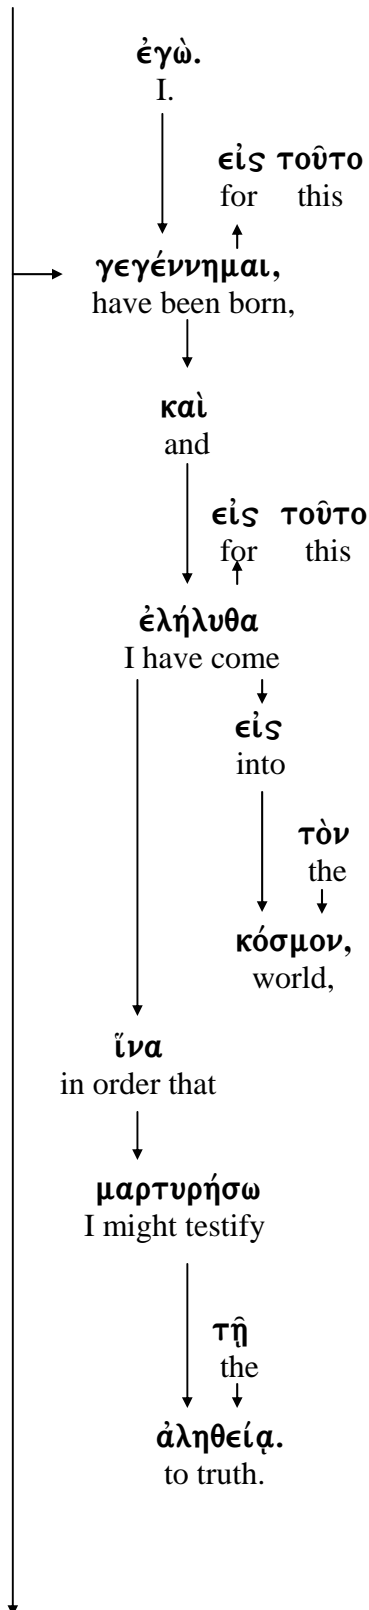 ἐγὼ.
I.
εἰς τοῦτο
for this
γεγέννημαι,
have been born,
καὶ
and
εἰς τοῦτο
for this
ἐλήλυθα
I have come
εἰς
into
τὸν
the
κόσμον,
world,
ἵνα
in order that
μαρτυρήσω
I might testify
τῇ
the
ἀληθείᾳ.
to truth.